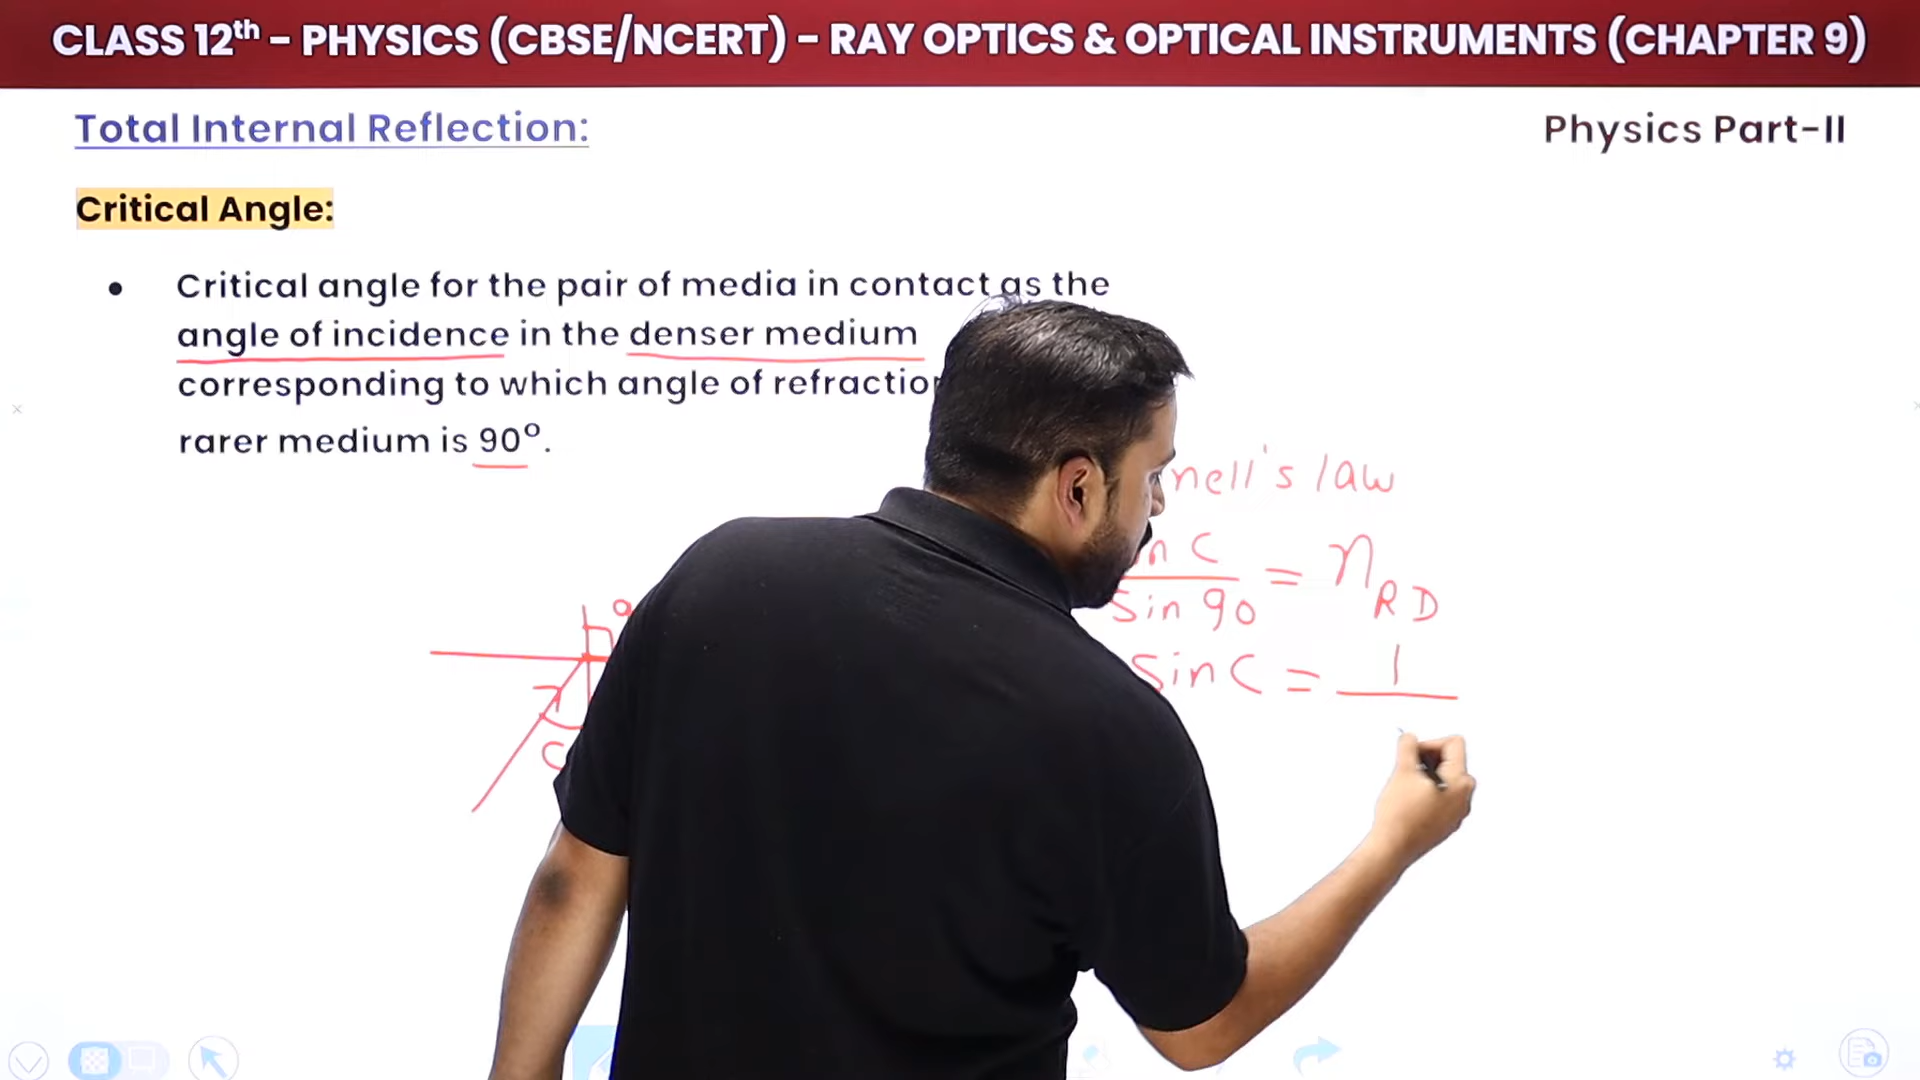 CLASS 12th - PHYSICS (CBSE/NCERT) - RAY OPTICS & OPTICAL INSTRUMENTS (CHAPTER 9)
Total Internal Reflection:
Physics Part-II
Critical Angle:
• Critical angle for the pair of media in contact as the
angle of incidence in the denser medium
corresponding to which angle of
rarer medium is 90°.
law
C
= n RD
Sin 90
Sin C = 1
C